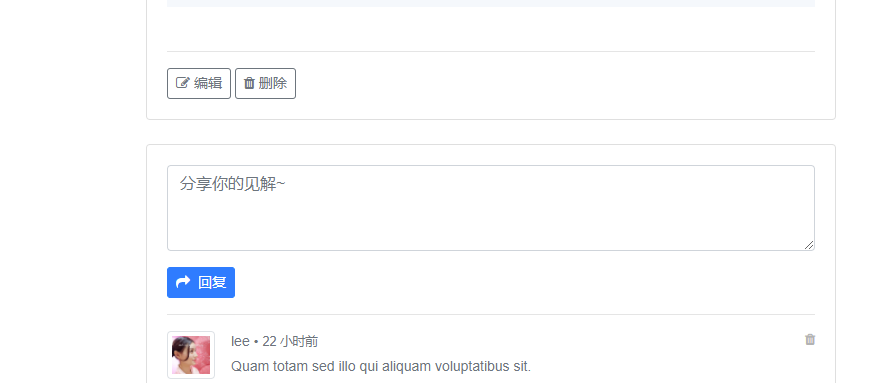 编辑 删除
分享你的见解~
回复
lee • 22 小时前
Quam totam sed illo qui aliquam voluptatibus sit.